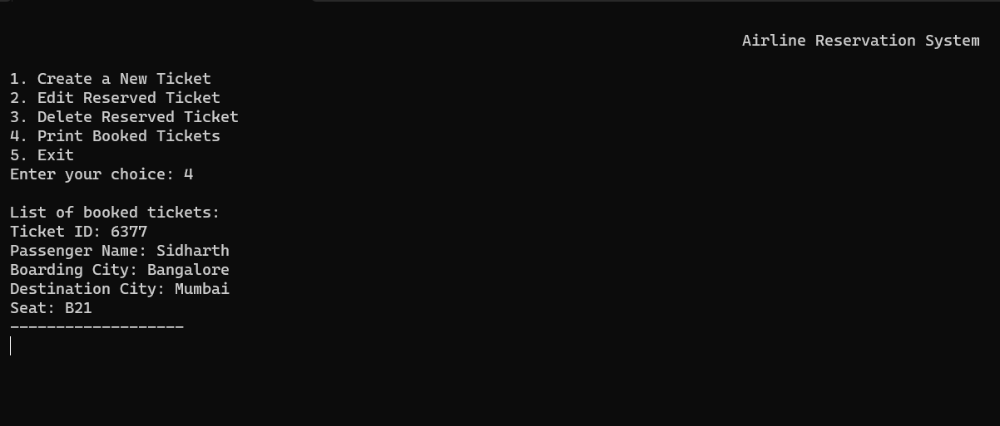 Airline Reservation System
1. Create a New Ticket
2. Edit Reserved Ticket
3. Delete Reserved Ticket
4. Print Booked Tickets
5. Exit
Enter your choice: 4
List of booked tickets:
Ticket ID: 6377
Passenger Name: Sidharth
Boarding City: Bangalore
Destination City: Mumbai
Seat: B21
-------------------